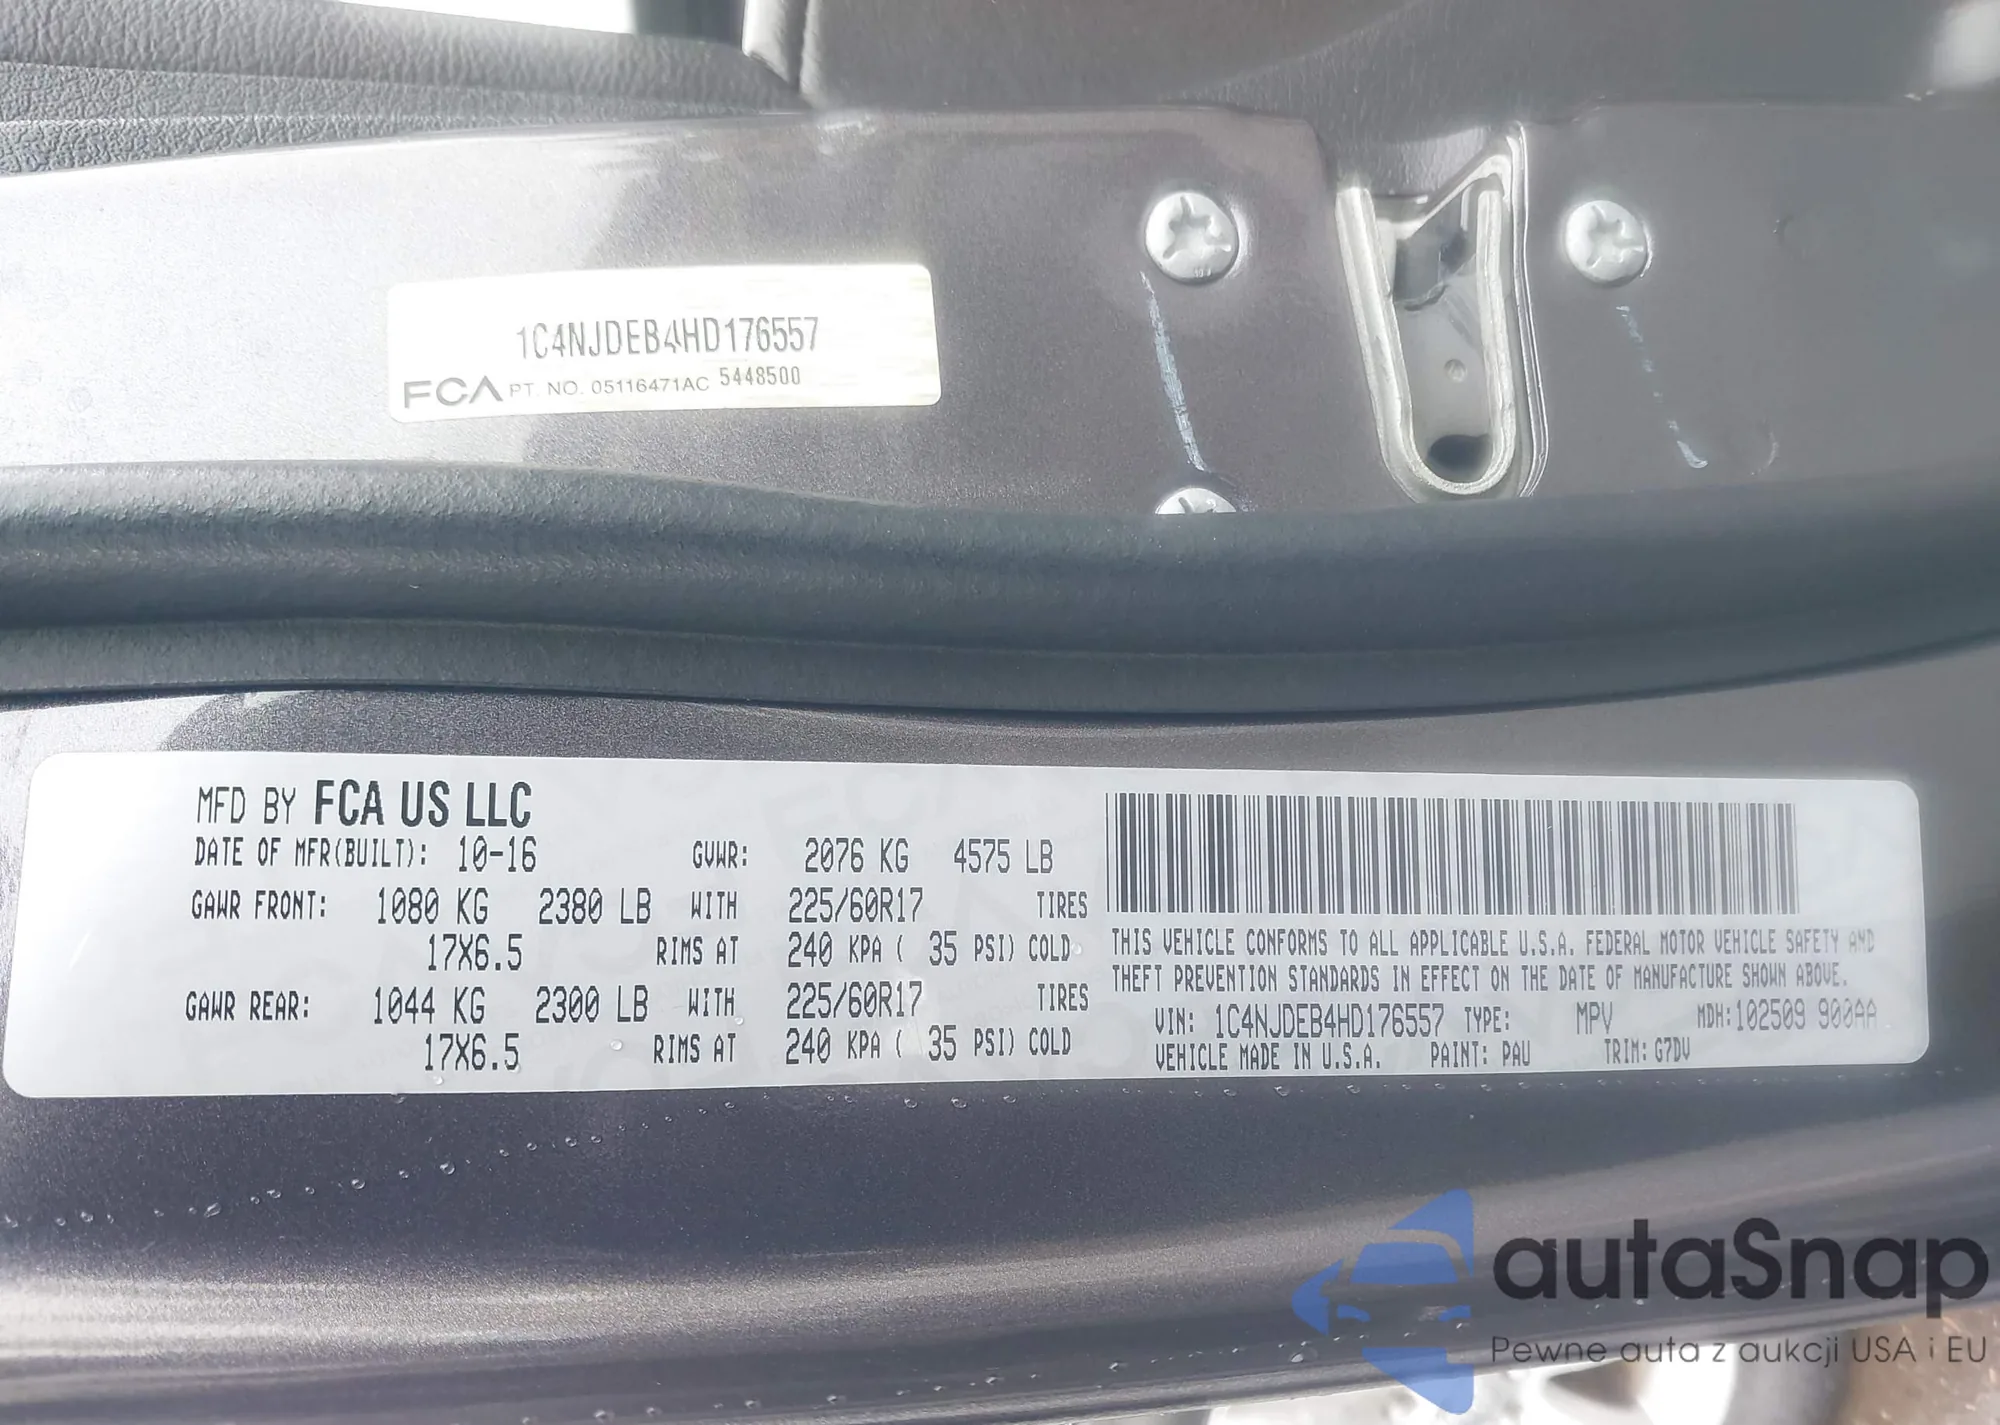 1C4NJDEB4HD176557
FCA PT. NO. 05116471AC 5448500
MFD BY FCA US LLC
DATE OF MFR(BUILT): 10-16 GVWR: 2076 KG 4575 LB
GAWR FRONT: 1080 KG 2380 LB WITH 225/60R17 TIRES
17X6.5 RIMS AT 240 KPA ( 35 PSI) COLD
GAWR REAR: 1044 KG 2300 LB WITH 225/60R17 TIRES
17X6.5 RIMS AT 240 KPA ( 35 PSI) COLD
THIS VEHICLE CONFORMS TO ALL APPLICABLE U.S.A. FEDERAL MOTOR VEHICLE SAFETY AND
THEFT PREVENTION STANDARDS IN EFFECT ON THE DATE OF MANUFACTURE SHOWN ABOVE.
VIN: 1C4NJDEB4HD176557 TYPE: MPV MDH:102509 900AA
VEHICLE MADE IN U.S.A. PAINT: PAU TRIM: G7DV
autaSnap
Pewne auta z aukcji USA i EU